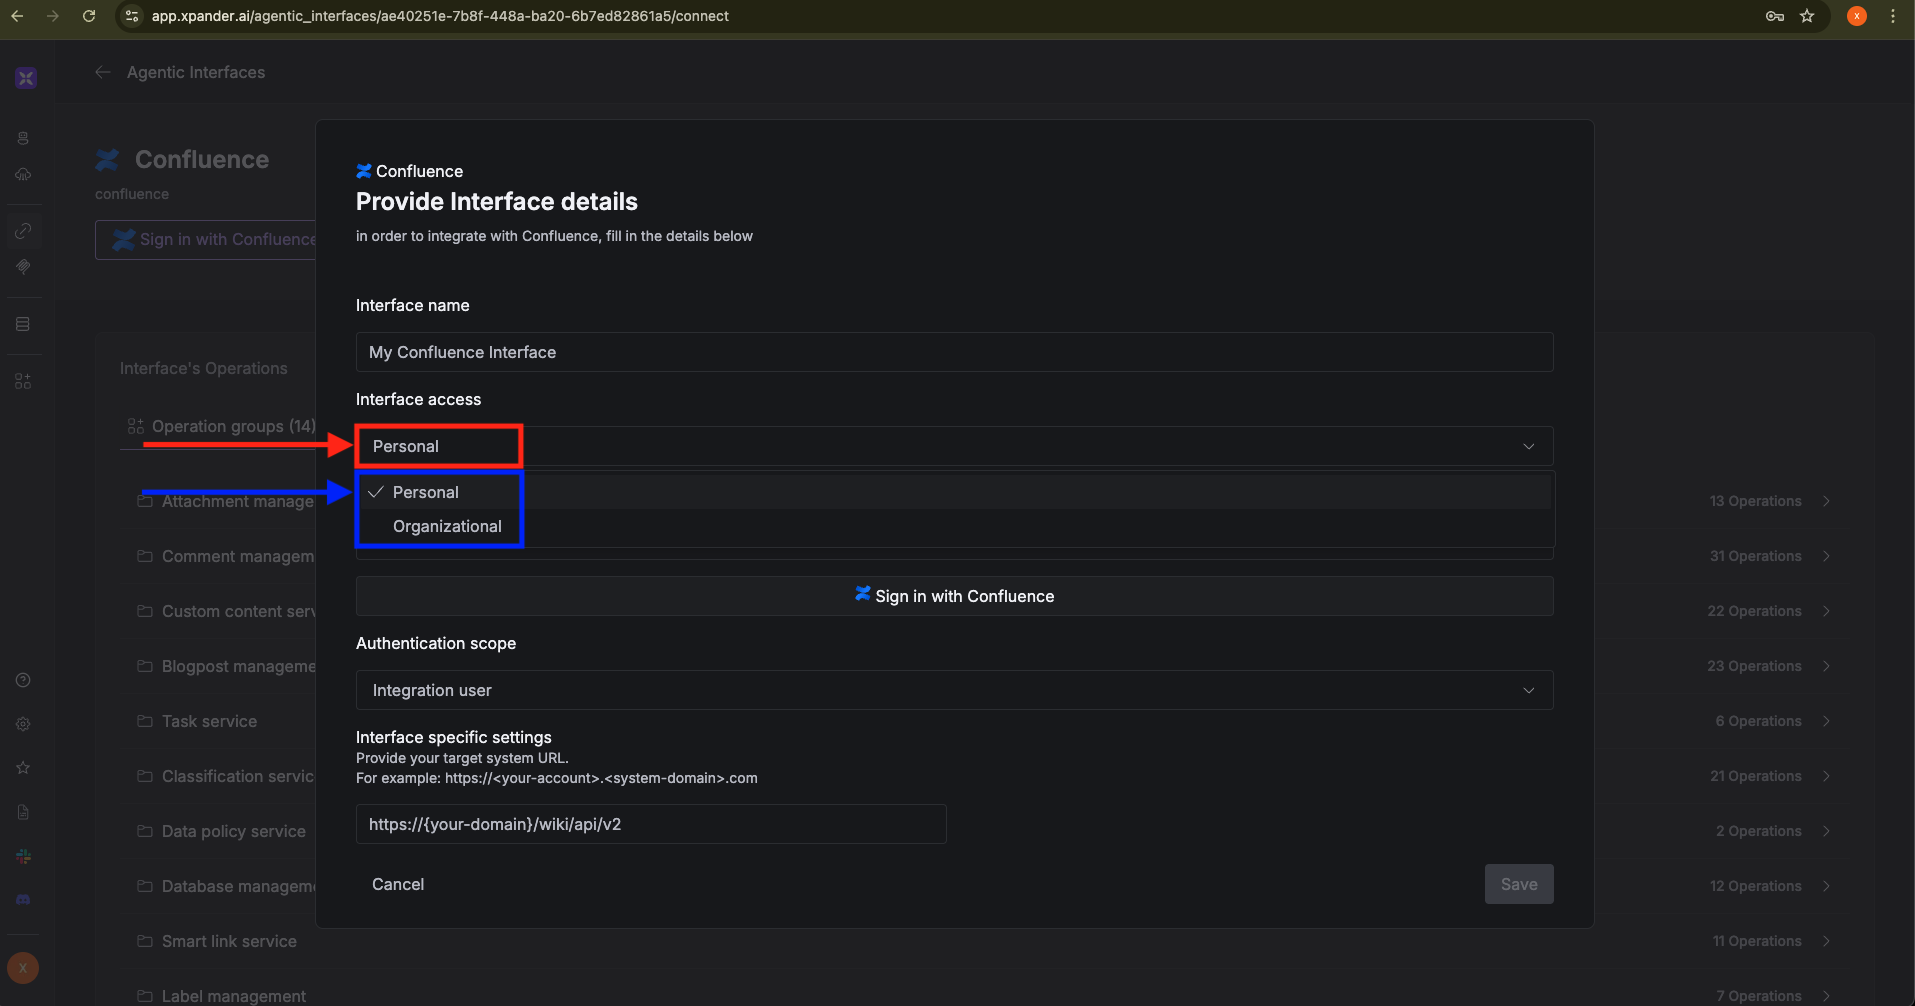 app.xpander.ai/agentic_interfaces/ae40251e-7b8f-448a-ba20-6b7ed82861a5/connect
x
Agentic Interfaces
Confluence
confluence
Sign in with Confluence
Interface's Operations
Operation groups (14)
Attachment manage
13 Operations
Comment managem
31 Operations
Custom content serv
22 Operations
Blogpost manageme
23 Operations
Task service
6 Operations
Classification servic
21 Operations
Data policy service
2 Operations
Database manageme
12 Operations
Smart link service
11 Operations
Label management
7 Operations
x
Confluence
Provide Interface details
in order to integrate with Confluence, fill in the details below
Interface name
My Confluence Interface
Interface access
Personal
Personal
Organizational
Sign in with Confluence
Authentication scope
Integration user
Interface specific settings
Provide your target system URL.
For example: https://<your-account>.<system-domain>.com
https://{your-domain}/wiki/api/v2
Cancel
Save